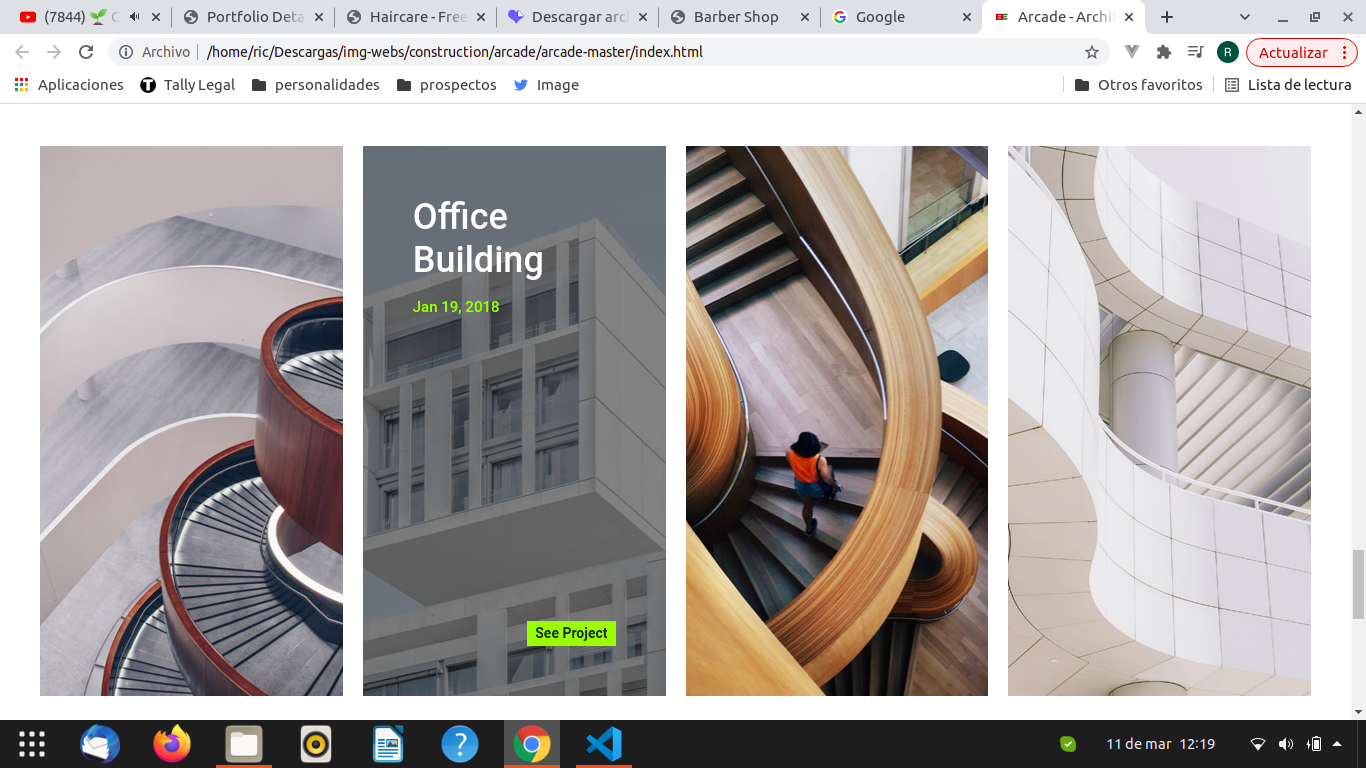 (7844) 🌱 C
Portfolio Deta
Haircare - Free
Descargar arc
Barber Shop
Google
Arcade - Archi
Archivo
/home/ric/Descargas/img-webs/construction/arcade/arcade-master/index.html
R
Actualizar
Aplicaciones
Tally Legal
personalidades
prospectos
Image
Otros favoritos
Lista de lectura
Office
Building
Jan 19, 2018
See Project
11 de mar 12:19